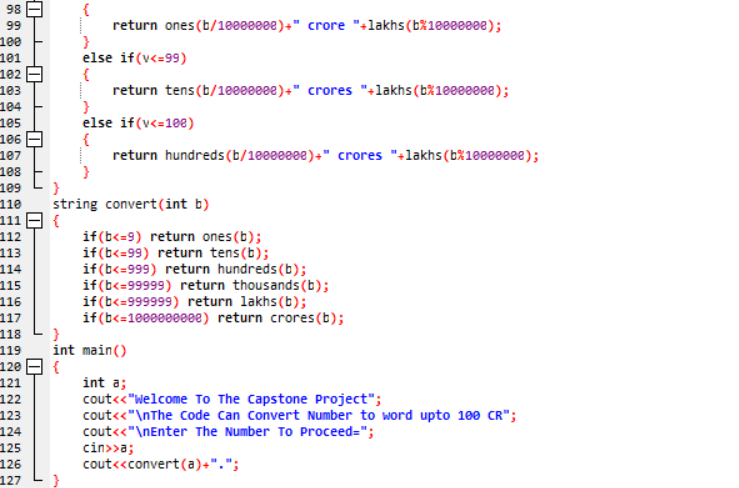 98 {
99 return ones(b/10000000)+" crore "+lakhs(b%10000000);
100 }
101 else if(v<=99)
102 {
103 return tens(b/10000000)+" crores "+lakhs(b%10000000);
104 }
105 else if(v<=100)
106 {
107 return hundreds(b/10000000)+" crores "+lakhs(b%10000000);
108 }
109 }
110 string convert(int b)
111 {
112 if(b<=9) return ones(b);
113 if(b<=99) return tens(b);
114 if(b<=999) return hundreds(b);
115 if(b<=99999) return thousands(b);
116 if(b<=999999) return lakhs(b);
117 if(b<=1000000000) return crores(b);
118 }
119 int main()
120 {
121 int a;
122 cout<<"Welcome To The Capstone Project";
123 cout<<"\nThe Code Can Convert Number to word upto 100 CR";
124 cout<<"\nEnter The Number To Proceed=";
125 cin>>a;
126 cout<<convert(a)+".";
127 }